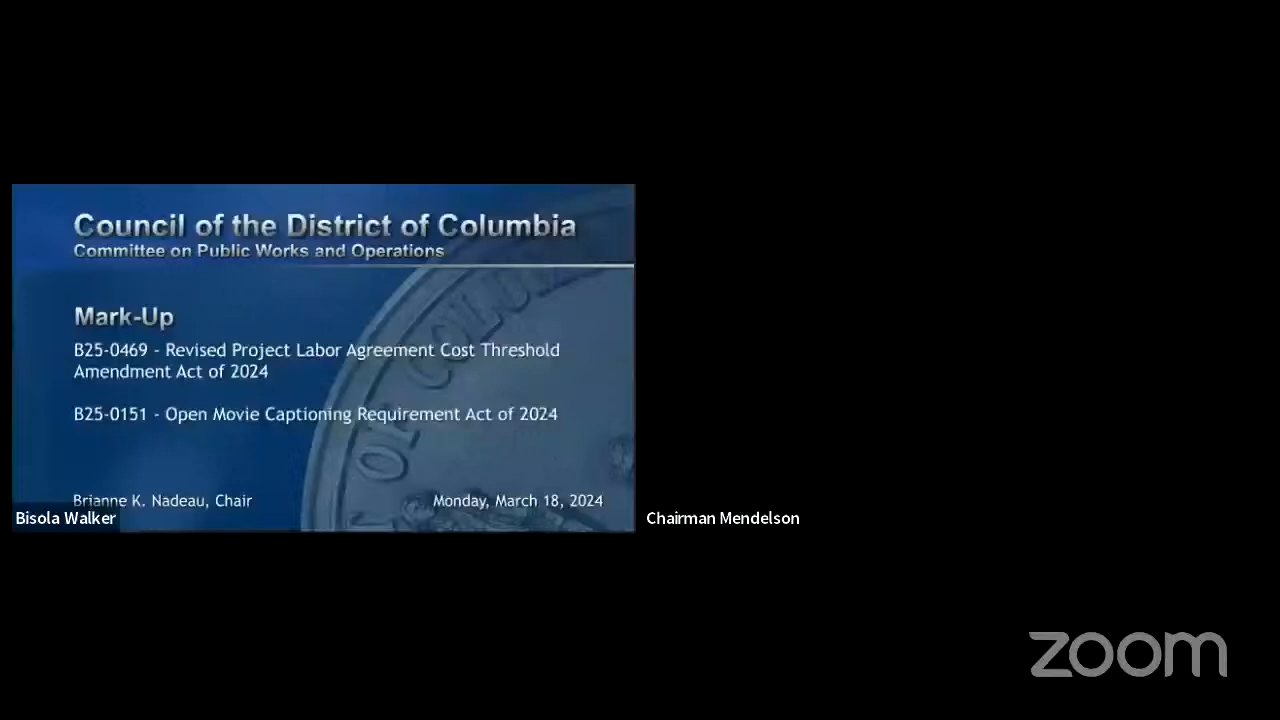 Council of the District of Columbia
Committee on Public Works and Operations
Mark-Up
B25-0469 - Revised Project Labor Agreement Cost Threshold
Amendment Act of 2024
B25-0151 - Open Movie Captioning Requirement Act of 2024
Brianne K. Nadeau, Chair
Monday, March 18, 2024
Bisola Walker
Chairman Mendelson
OF COLUM
zoom